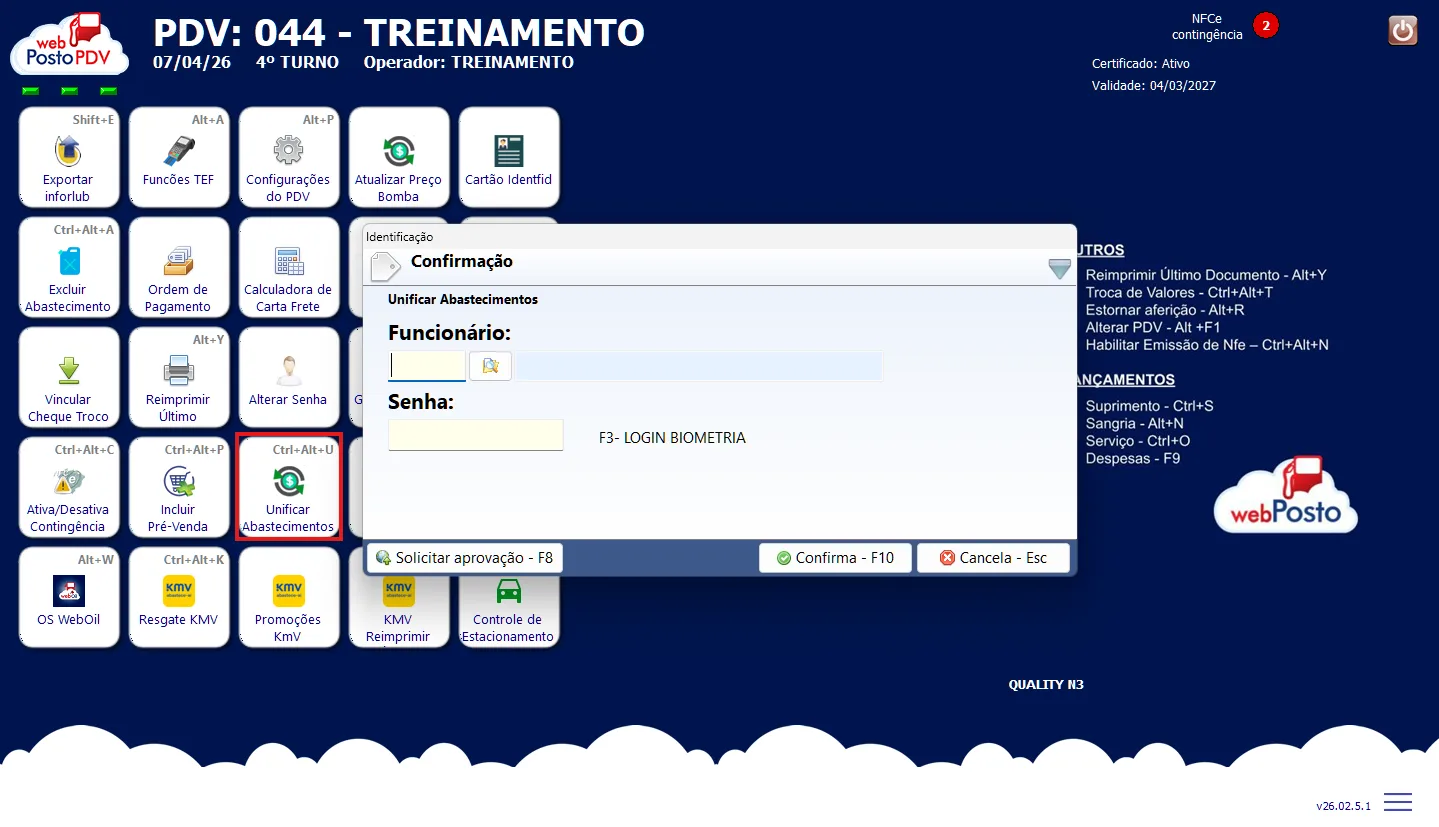 web
PostoPDV
PDV: 044 - TREINAMENTO
07/04/26 4º TURNO Operador: TREINAMENTO
NFCe
contingência
2
Certificado: Ativo
Validade: 04/03/2027
Shift+E
Exportar
inforlub
Alt+A
Funcões TEF
Alt+P
Configurações
do PDV
Atualizar Preço
Bomba
Cartão Identfid
Ctrl+Alt+A
Excluir
Abastecimento
Ordem de
Pagamento
Calculadora de
Carta Frete
Alt+Y
Vincular
Cheque Troco
Reimprimir
Último
Alterar Senha
G
Ctrl+Alt+C
Ativa/Desativa
Contingência
Ctrl+Alt+P
Incluir
Pré-Venda
Ctrl+Alt+U
Unificar
Abastecimentos
Alt+W
OS WebOil
Ctrl+Alt+K
KMV
Resgate KMV
KMV
Promoções
KmV
KMV
KMV
Reimprimir
Controle de
Estacionamento
Identificação
Confirmação
Unificar Abastecimentos
Funcionário:
Senha:
F3- LOGIN BIOMETRIA
Solicitar aprovação - F8
Confirma - F10
Cancela - Esc
UTROS
Reimprimir Último Documento - Alt+Y
Troca de Valores - Ctrl+Alt+T
Estornar aferição - Alt+R
Alterar PDV - Alt +F1
Habilitar Emissão de Nfe – Ctrl+Alt+N
ANÇAMENTOS
Suprimento - Ctrl+S
Sangria - Alt+N
Serviço - Ctrl+O
Despesas - F9
webPosto
QUALITY N3
v26.02.5.1